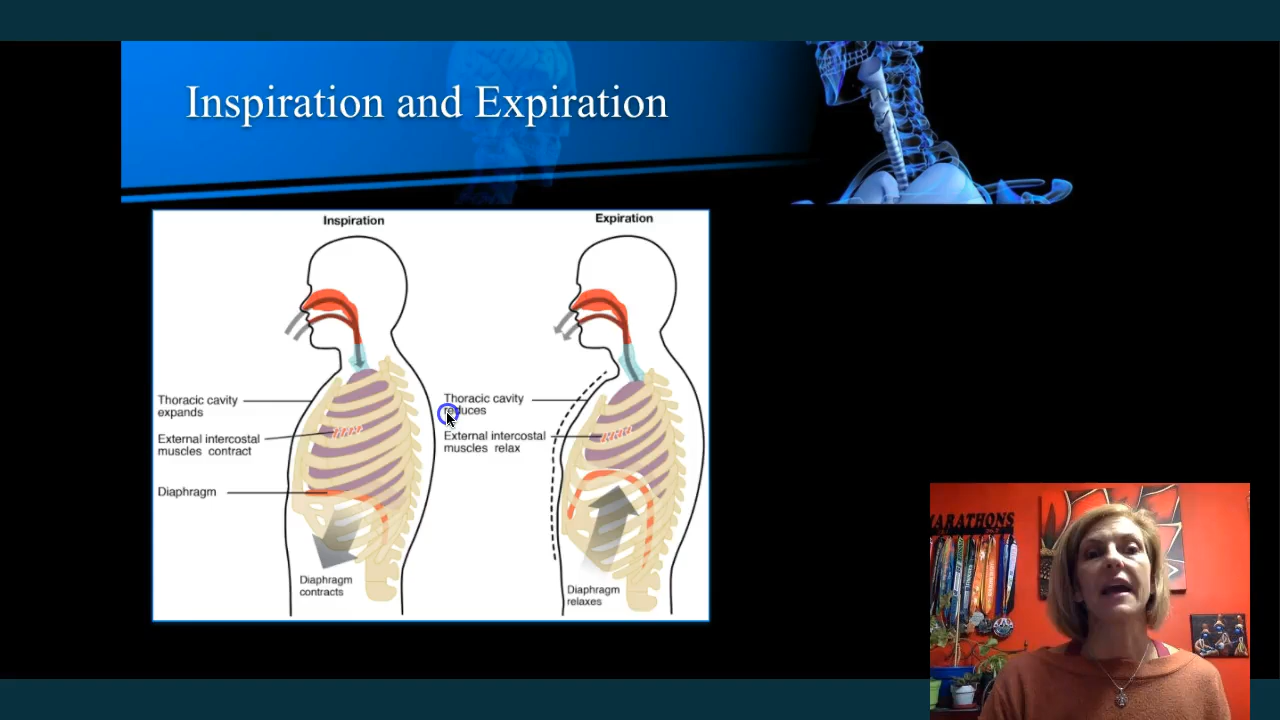 Inspiration and Expiration
Inspiration
Thoracic cavity
expands
External intercostal
muscles contract
Diaphragm
Diaphragm
contracts
Expiration
Thoracic cavity
reduces
External intercostal
muscles relax
Diaphragm
relaxes
MARATHONS